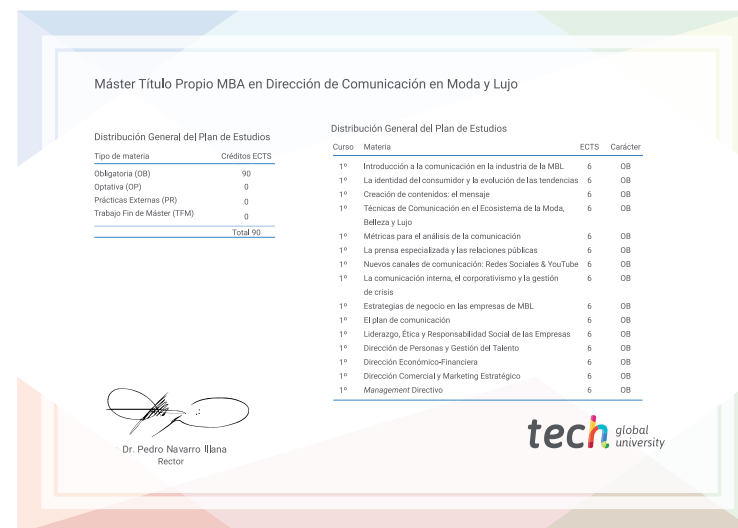 Máster Título Propio MBA en Dirección de Comunicación en Moda y Lujo
Distribución General del Plan de Estudios
Tipo de materia Créditos ECTS
Obligatoria (OB) 90
Optativa (OP) 0
Prácticas Externas (PR) 0
Trabajo Fin de Máster (TFM) 0
Total 90
Distribución General del Plan de Estudios
Curso Materia ECTS Carácter
1º Introducción a la comunicación en la industria de la MBL 6 OB
1º La identidad del consumidor y la evolución de las tendencias 6 OB
1º Creación de contenidos: el mensaje 6 OB
1º Técnicas de Comunicación en el Ecosistema de la Moda, 6 OB
Belleza y Lujo
1º Métricas para el análisis de la comunicación 6 OB
1º La prensa especializada y las relaciones públicas 6 OB
1º Nuevos canales de comunicación: Redes Sociales & YouTube 6 OB
1º La comunicación interna, el corporativismo y la gestión 6 OB
de crisis
1º Estrategias de negocio en las empresas de MBL 6 OB
1º El plan de comunicación 6 OB
1º Liderazgo, Ética y Responsabilidad Social de las Empresas 6 OB
1º Dirección de Personas y Gestión del Talento 6 OB
1º Dirección Económico-Financiera 6 OB
1º Dirección Comercial y Marketing Estratégico 6 OB
1º Management Directivo 6 OB
Dr. Pedro Navarro Illana
Rector
tech global
university